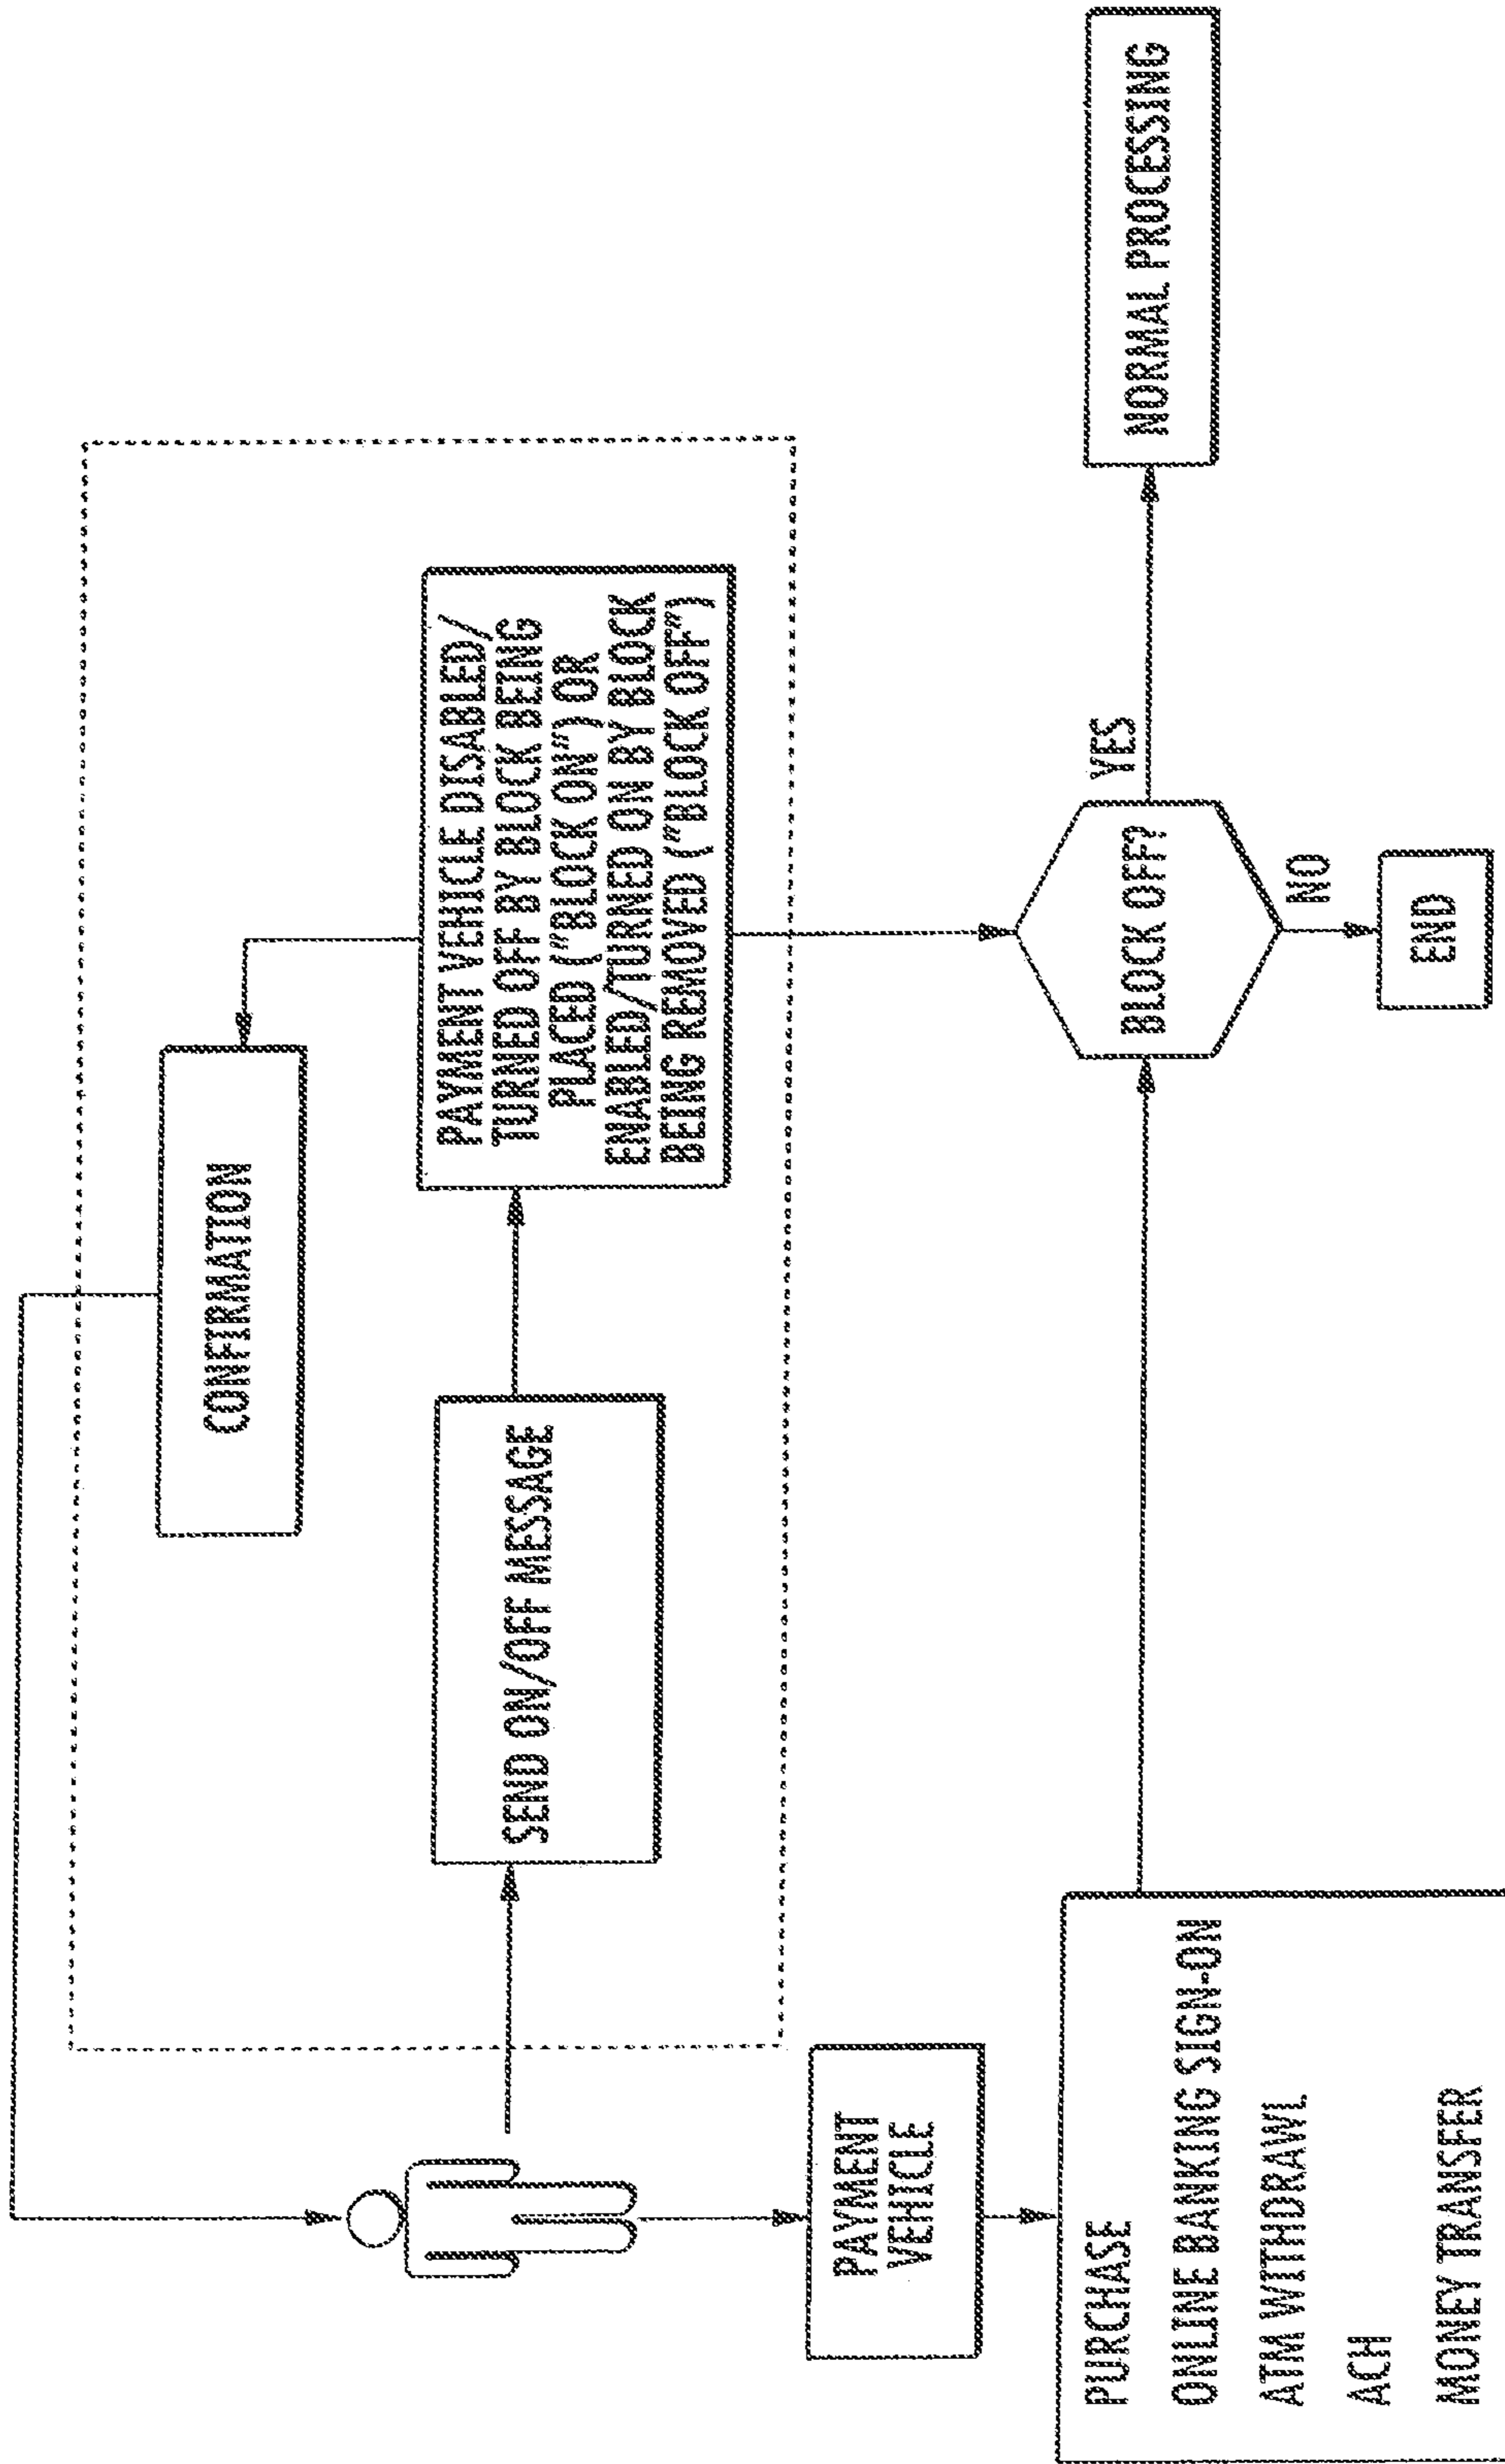 CONFIRMATION
SEND ON/OFF MESSAGE
PAYMENT VEHICLE DISABLED/
TURNED OFF BY BLOCK BEING
PLACED ("BLOCK ON") OR
ENABLED/TURNED ON BY BLOCK
BEING REMOVED ("BLOCK OFF")
PAYMENT
VEHICLE
PURCHASE
ONLINE BANKING SIGN-ON
ATM WITHDRAWL
ACH
MONEY TRANSFER
BLOCK OFF?
YES
NORMAL PROCESSING
NO
END